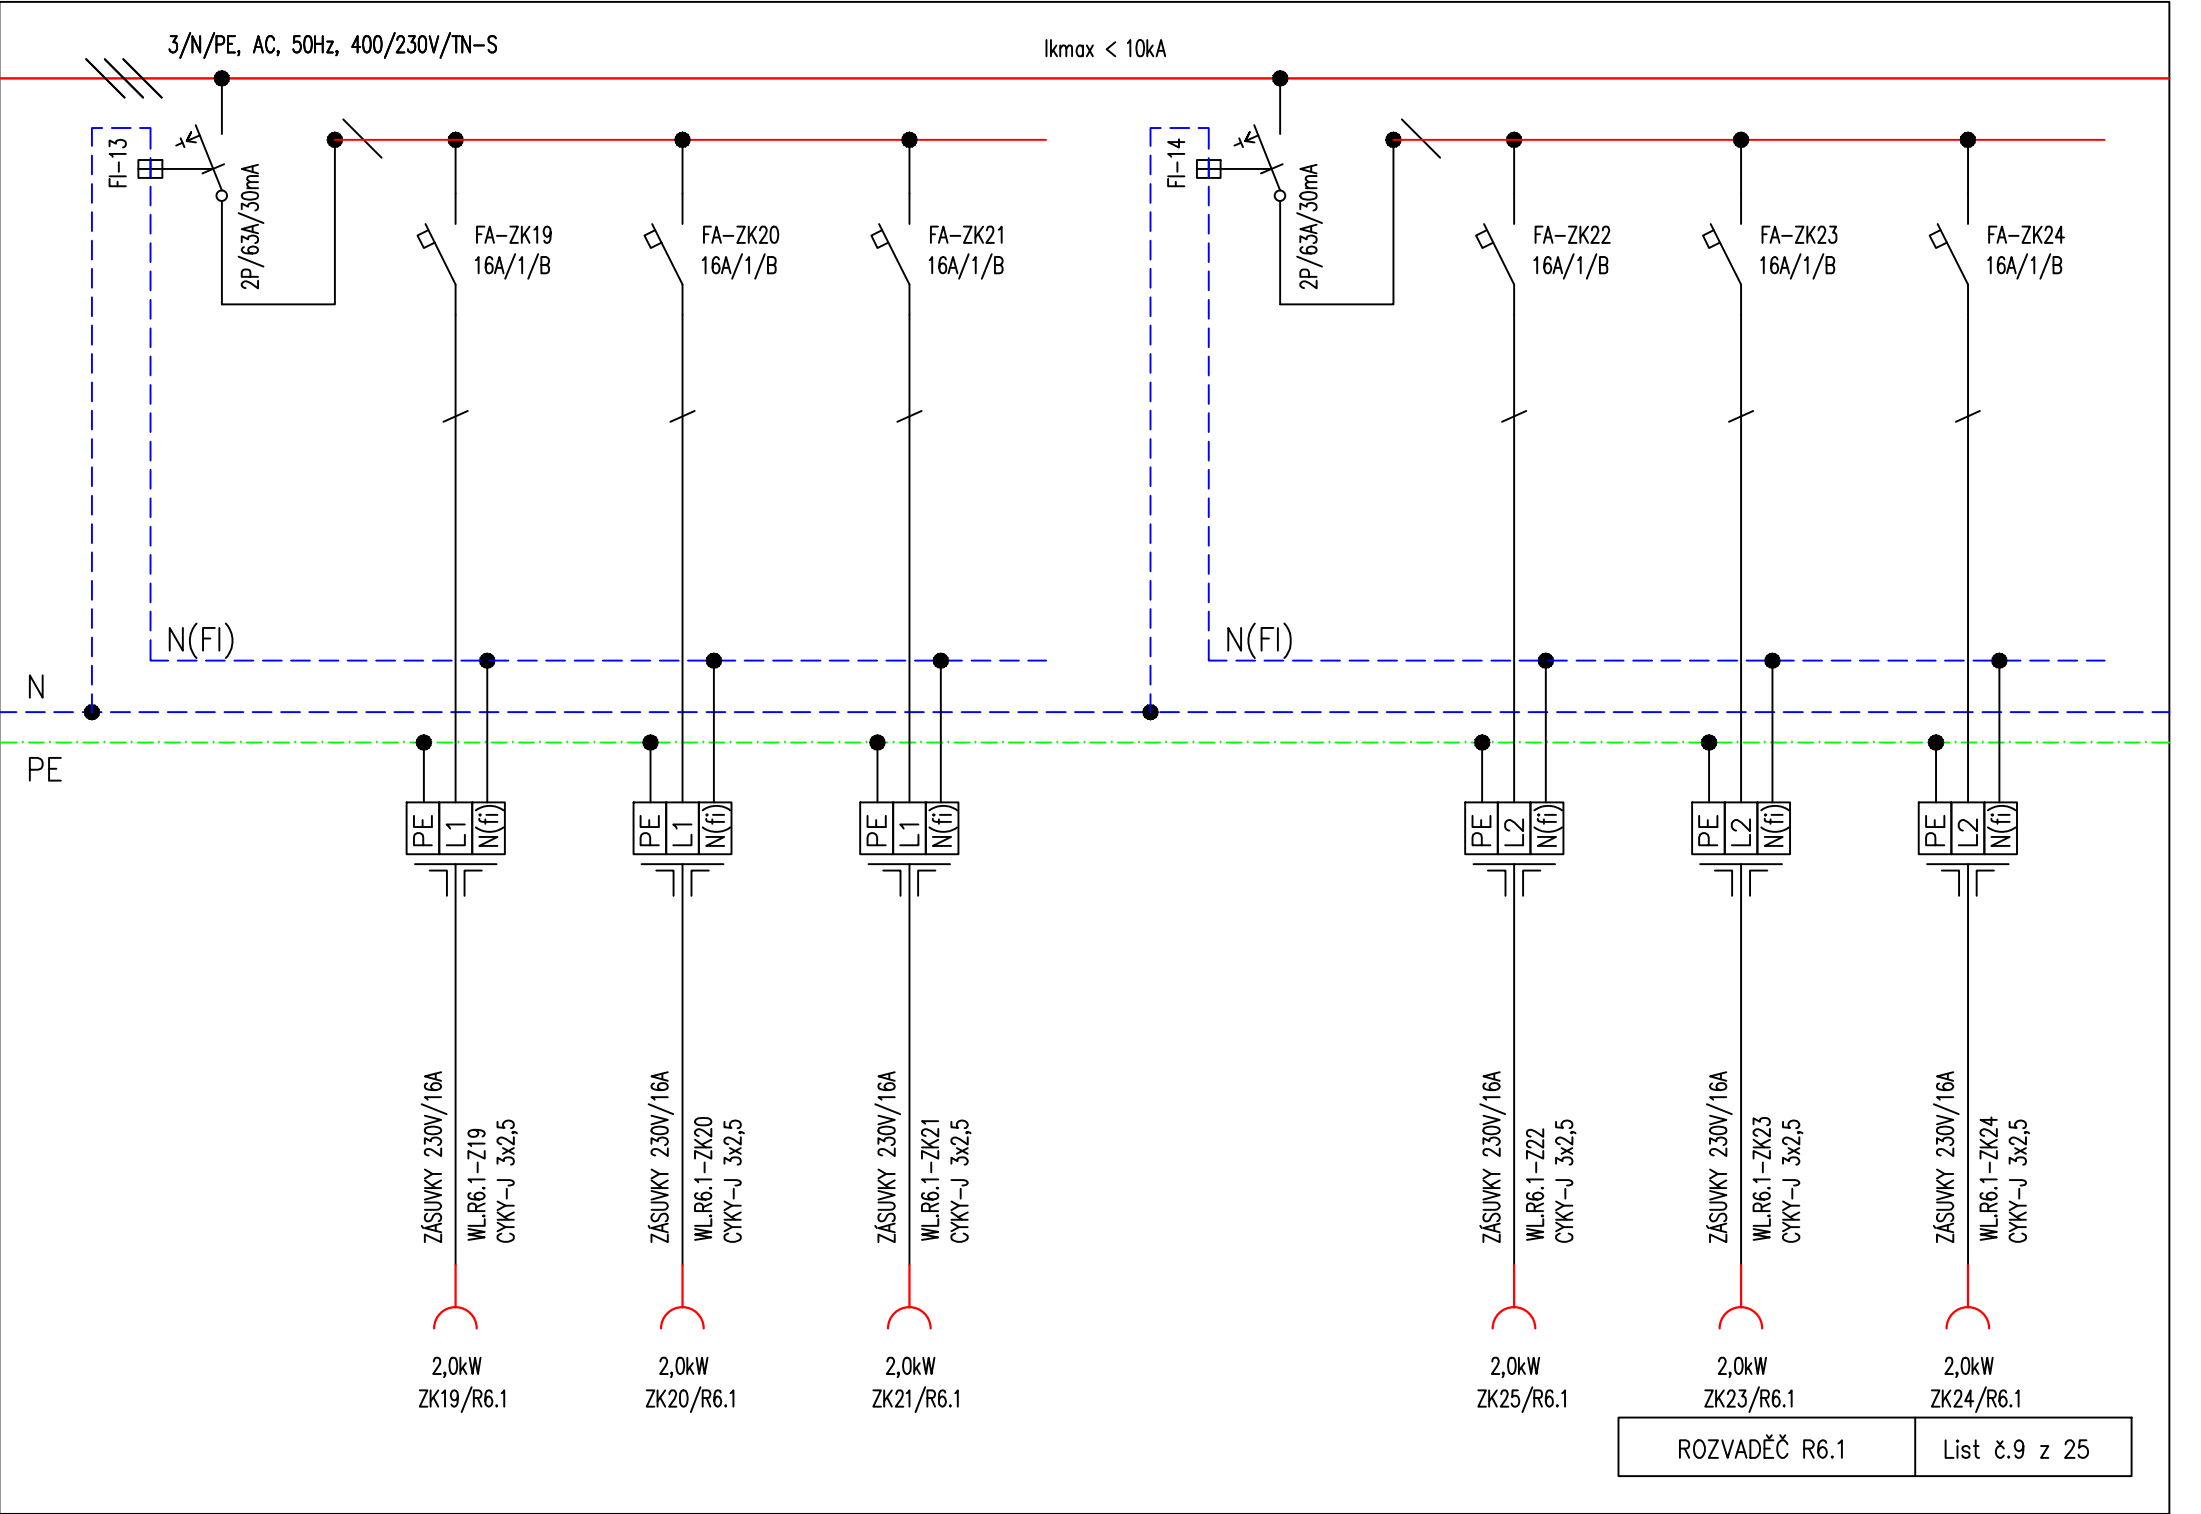 3/N/PE, AC, 50Hz, 400/230V/TN-S
Ikmax < 10kA
FI-13
2P/63A/30mA
FA-ZK19
16A/1/B
FA-ZK20
16A/1/B
FA-ZK21
16A/1/B
FI-14
2P/63A/30mA
FA-ZK22
16A/1/B
FA-ZK23
16A/1/B
FA-ZK24
16A/1/B
N(FI)
N(FI)
N
PE
PE
L1
N(fi)
PE
L1
N(fi)
PE
L1
N(fi)
PE
L2
N(fi)
PE
L2
N(fi)
PE
L2
N(fi)
ZÁSUVKY 230V/16A
WL.R6.1-Z19
CYKY-J 3x2,5
ZÁSUVKY 230V/16A
WL.R6.1-ZK20
CYKY-J 3x2,5
ZÁSUVKY 230V/16A
WL.R6.1-ZK21
CYKY-J 3x2,5
ZÁSUVKY 230V/16A
WL.R6.1-Z22
CYKY-J 3x2,5
ZÁSUVKY 230V/16A
WL.R6.1-ZK23
CYKY-J 3x2,5
ZÁSUVKY 230V/16A
WL.R6.1-ZK24
CYKY-J 3x2,5
2,0kW
ZK19/R6.1
2,0kW
ZK20/R6.1
2,0kW
ZK21/R6.1
2,0kW
ZK25/R6.1
2,0kW
ZK23/R6.1
2,0kW
ZK24/R6.1
ROZVADĚČ R6.1
List č.9 z 25